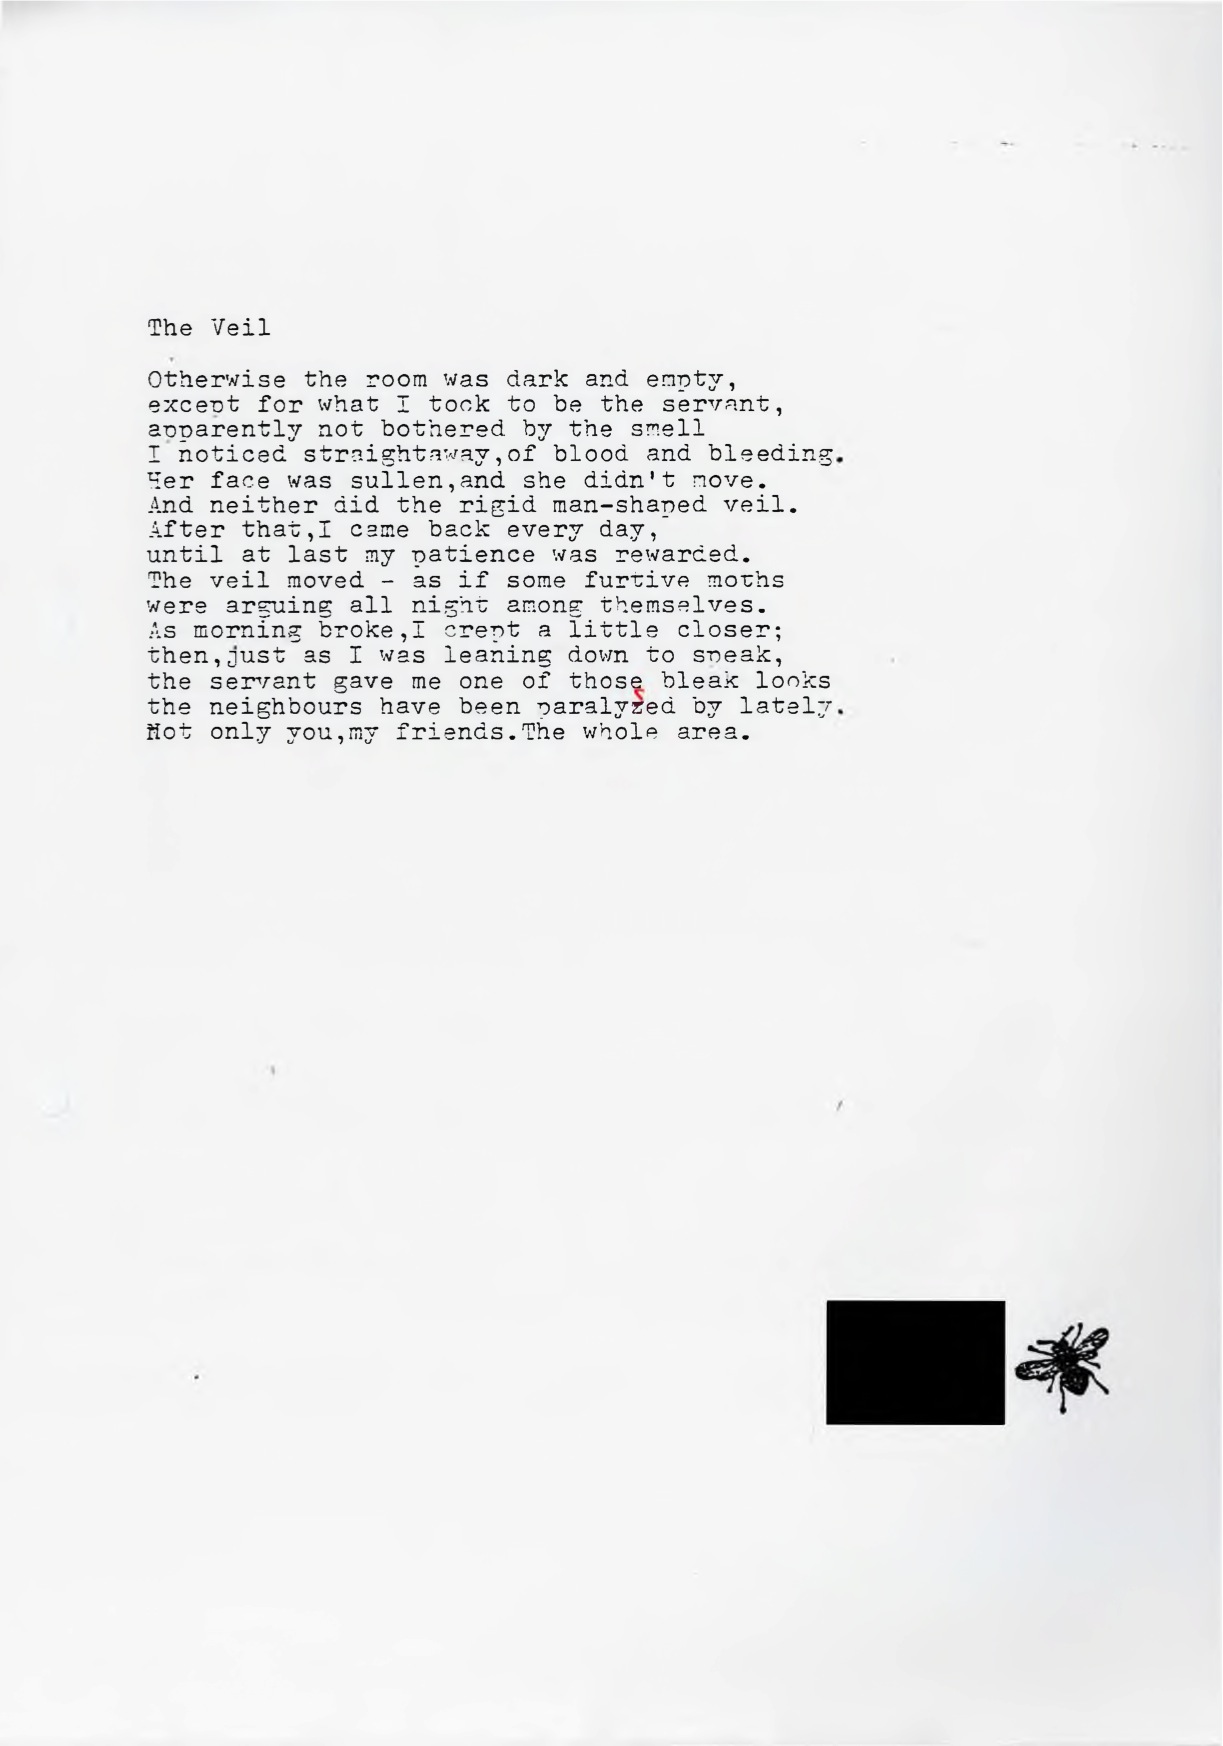 The Veil
Otherwise the room was dark and empty,
except for what I took to be the servant,
apparently not bothered by the smell
I noticed straightaway,of blood and bleeding.
Her face was sullen,and she didn't move.
And neither did the rigid man-shaped veil.
After that,I came back every day,
until at last my patience was rewarded.
The veil moved - as if some furtive moths
were arguing all night among themselves.
As morning broke,I crept a little closer;
then,just as I was leaning down to speak,
the servant gave me one of those bleak looks
the neighbours have been paralysed by lately.
Not only you,my friends.The whole area.